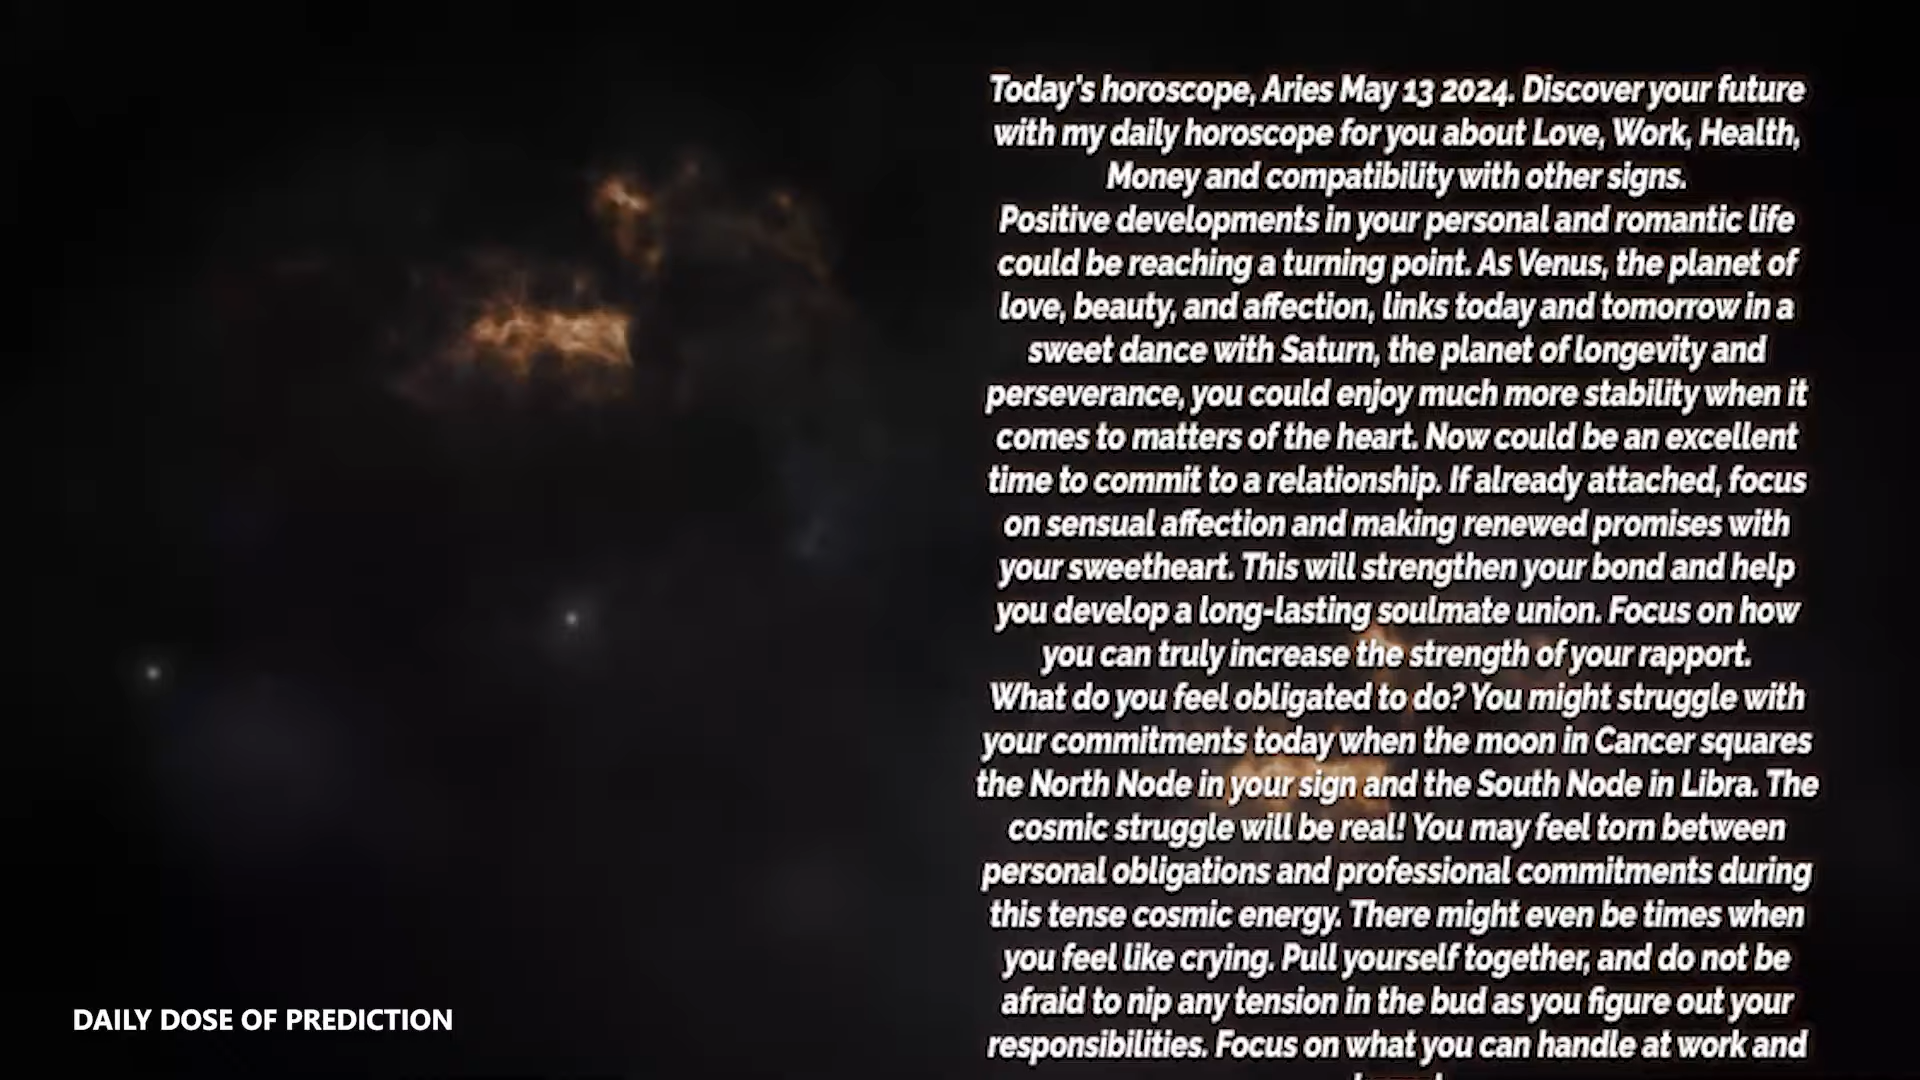 Today's horoscope, Aries May 13 2024. Discover your future
with my daily horoscope for you about Love, Work, Health,
Money and compatibility with other signs.
Positive developments in your personal and romantic life
could be reaching a turning point. As Venus, the planet of
love, beauty, and affection, links today and tomorrow in a
sweet dance with Saturn, the planet of longevity and
perseverance, you could enjoy much more stability when it
comes to matters of the heart. Now could be an excellent
time to commit to a relationship. If already attached, focus
on sensual affection and making renewed promises with
your sweetheart. This will strengthen your bond and help
you develop a long-lasting soulmate union. Focus on how
you can truly increase the strength of your rapport.
What do you feel obligated to do? You might struggle with
your commitments today when the moon in Cancer squares
the North Node in your sign and the South Node in Libra. The
cosmic struggle will be real! You may feel torn between
personal obligations and professional commitments during
this tense cosmic energy. There might even be times when
you feel like crying. Pull yourself together, and do not be
afraid to nip any tension in the bud as you figure out your
responsibilities. Focus on what you can handle at work and
DAILY DOSE OF PREDICTION